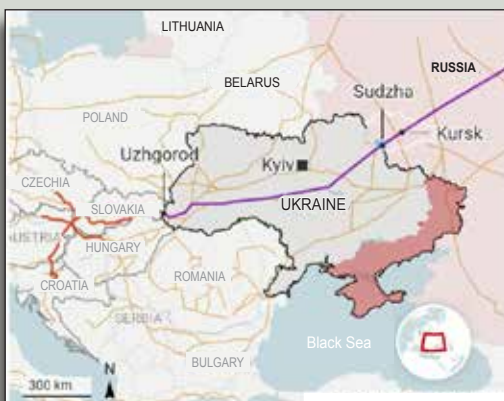 LITHUANIA
RUSSIA
BELARUS
Sudzha
POLAND
Kursk
Uzhgorod
Kyiv
CZECHIA
SLOVAKIA
UKRAINE
AUSTRIA
HUNGARY
ROMANIA
CROATIA
SERBIA
Black Sea
BULGARY
N
300 km